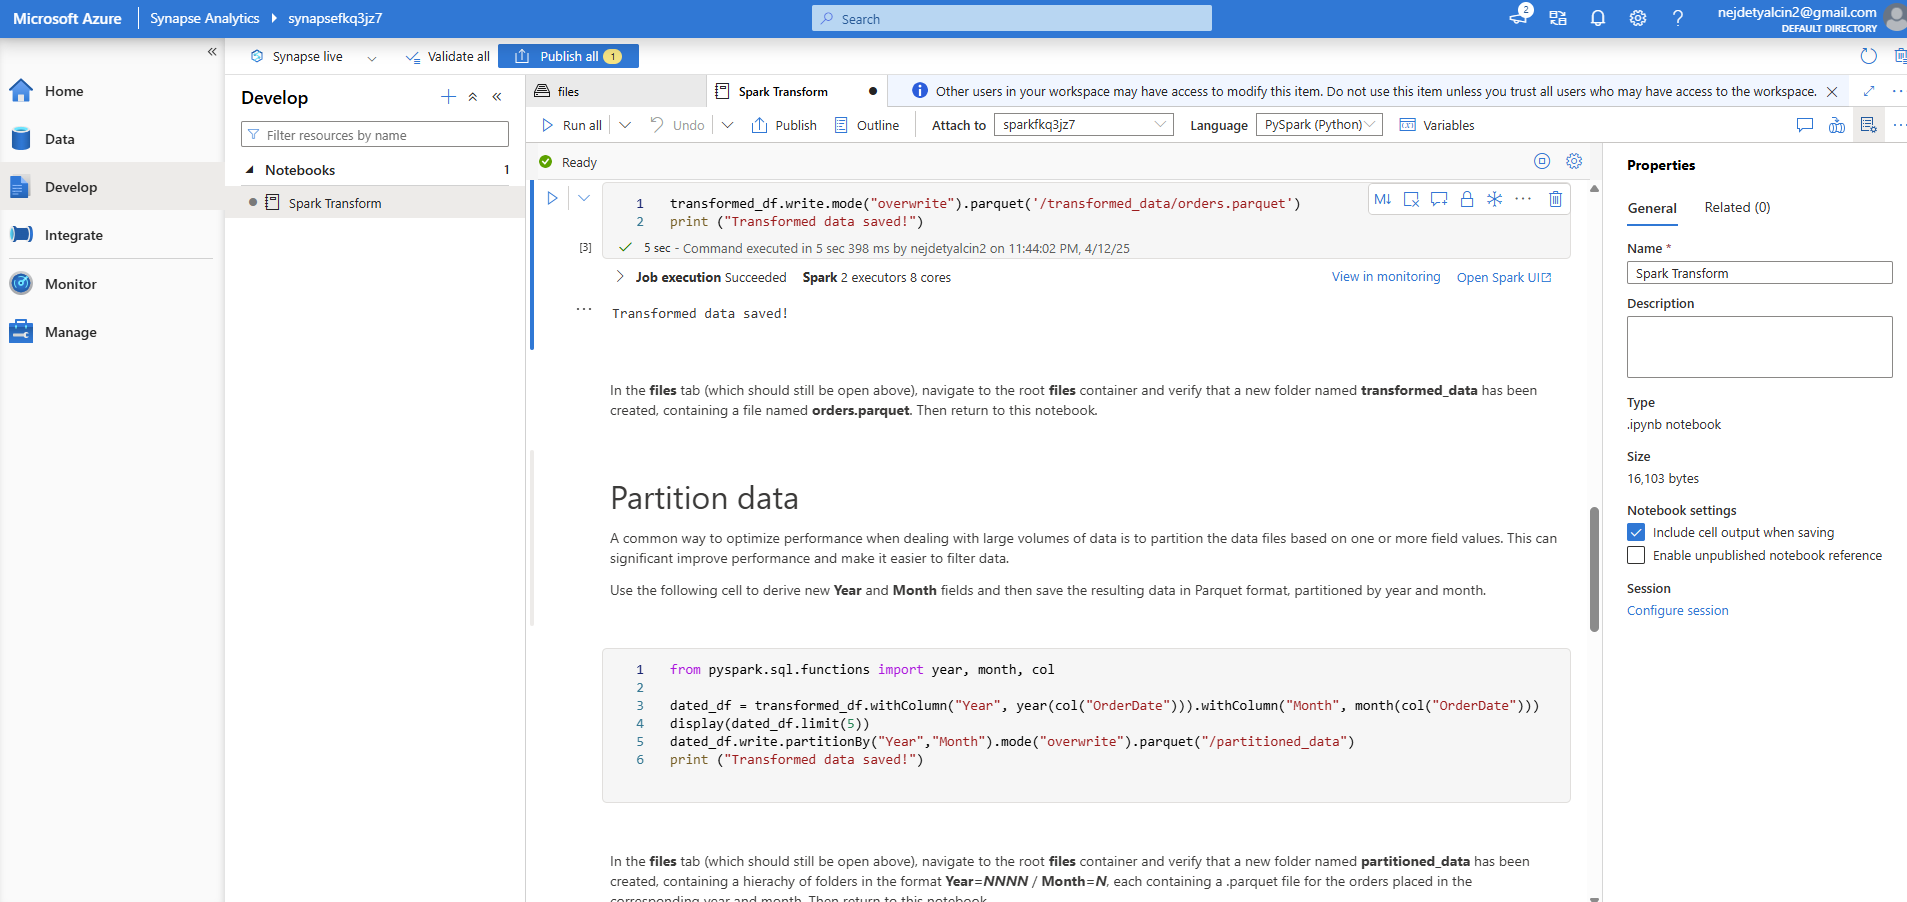 Microsoft Azure
Synapse Analytics
synapsefkq3jz7
Search
2
nejdetyalcin2@gmail.com
DEFAULT DIRECTORY
Home
Data
Develop
Integrate
Monitor
Manage
Synapse live
Validate all
Publish all 1
Develop
Filter resources by name
Notebooks 1
Spark Transform
files
Spark Transform
Other users in your workspace may have access to modify this item. Do not use this item unless you trust all users who may have access to the workspace.
Run all
Undo
Publish
Outline
Attach to sparkfkq3jz7
Language PySpark (Python)
Variables
Ready
1 transformed_df.write.mode("overwrite").parquet('/transformed_data/orders.parquet')
2 print ("Transformed data saved!")
[3] 5 sec - Command executed in 5 sec 398 ms by nejdetyalcin2 on 11:44:02 PM, 4/12/25
Job execution Succeeded Spark 2 executors 8 cores View in monitoring Open Spark UI
Transformed data saved!
In the files tab (which should still be open above), navigate to the root files container and verify that a new folder named transformed_data has been
created, containing a file named orders.parquet. Then return to this notebook.
Partition data
A common way to optimize performance when dealing with large volumes of data is to partition the data files based on one or more field values. This can
significant improve performance and make it easier to filter data.
Use the following cell to derive new Year and Month fields and then save the resulting data in Parquet format, partitioned by year and month.
1 from pyspark.sql.functions import year, month, col
2
3 dated_df = transformed_df.withColumn("Year", year(col("OrderDate"))).withColumn("Month", month(col("OrderDate")))
4 display(dated_df.limit(5))
5 dated_df.write.partitionBy("Year","Month").mode("overwrite").parquet("/partitioned_data")
6 print ("Transformed data saved!")
In the files tab (which should still be open above), navigate to the root files container and verify that a new folder named partitioned_data has been
created, containing a hierachy of folders in the format Year=NNNN / Month=N, each containing a .parquet file for the orders placed in the
corresponding year and month. Then return to this notebook.
Properties
General
Related (0)
Name *
Spark Transform
Description
Type
.ipynb notebook
Size
16,103 bytes
Notebook settings
Include cell output when saving
Enable unpublished notebook reference
Session
Configure session